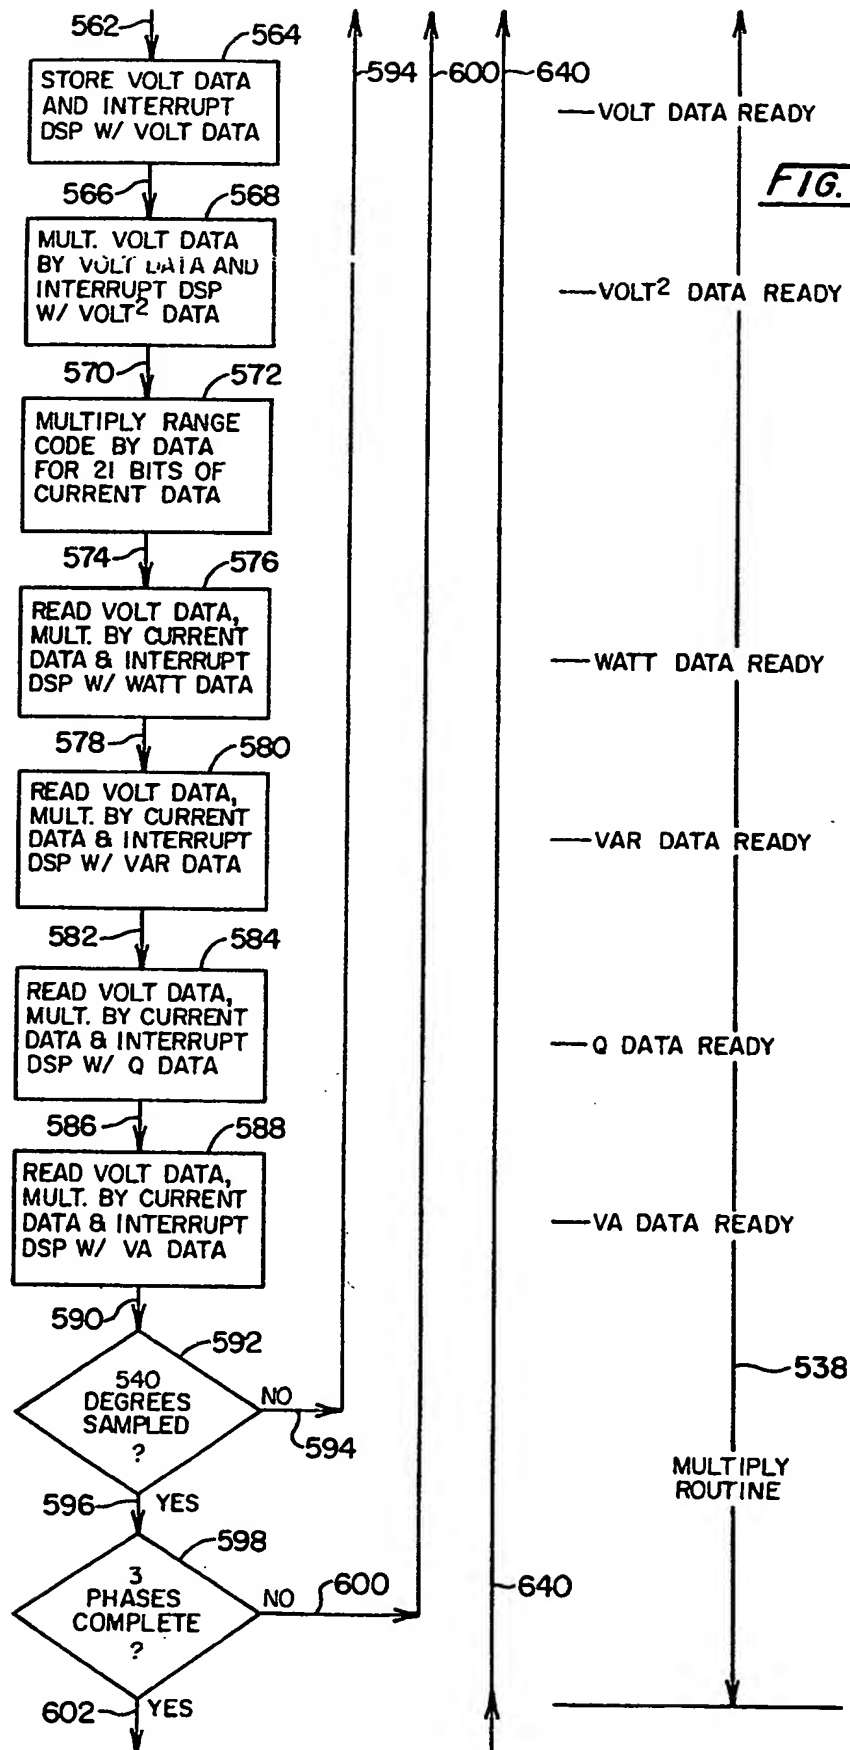 562
564
594
600
640
STORE VOLT DATA
AND INTERRUPT
DSP W/ VOLT DATA
VOLT DATA READY
566
568
FIG.
MULT. VOLT DATA
BY VOLT DATA AND
INTERRUPT DSP
W/ VOLT² DATA
VOLT² DATA READY
570
572
MULTIPLY RANGE
CODE BY DATA
FOR 21 BITS OF
CURRENT DATA
574
576
READ VOLT DATA,
MULT. BY CURRENT
DATA & INTERRUPT
DSP W/ WATT DATA
WATT DATA READY
578
580
READ VOLT DATA,
MULT. BY CURRENT
DATA & INTERRUPT
DSP W/ VAR DATA
VAR DATA READY
582
584
READ VOLT DATA,
MULT. BY CURRENT
DATA & INTERRUPT
DSP W/ Q DATA
Q DATA READY
586
588
READ VOLT DATA,
MULT. BY CURRENT
DATA & INTERRUPT
DSP W/ VA DATA
VA DATA READY
590
592
540
DEGREES
SAMPLED
?
NO
594
538
MULTIPLY
ROUTINE
596
YES
598
3
PHASES
COMPLETE
?
NO
600
640
602
YES